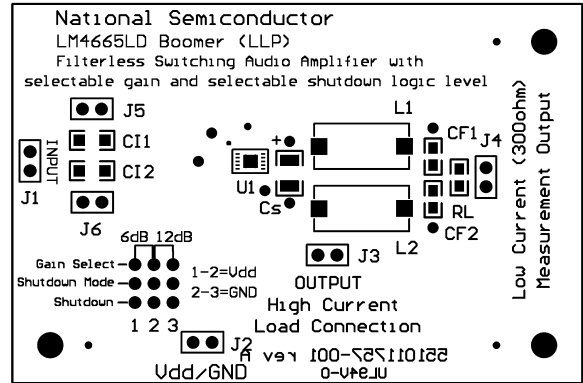 National Semiconductor
LM4665LD Boomer (LLP)
Filterless Switching Audio Amplifier with
selectable gain and selectable shutdown logic level
J5
CI1
INPUT
CI2
J1
J6
+
U1
Cs
L1
L2
CF1
J4
RL
CF2
Low Current (300ohm)
Measurement Output
6dB 12dB
Gain Select
Shutdown Mode
Shutdown
1 2 3
1-2=Vdd
2-3=GND
J3
OUTPUT
High Current
Load Connection
J2
Vdd/GND
551011757-001 rev A
UL94V-0